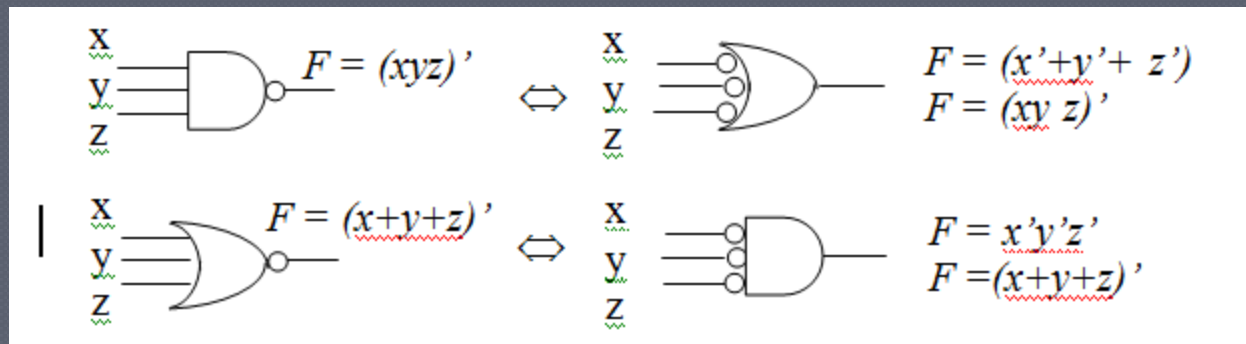 x
y
z
F = (xyz)’
⇔
x
y
z
F = (x’+y’+ z’)
F = (xy z)’
x
y
z
F = (x+y+z)’
⇔
x
y
z
F = x’y’z’
F =(x+y+z)’